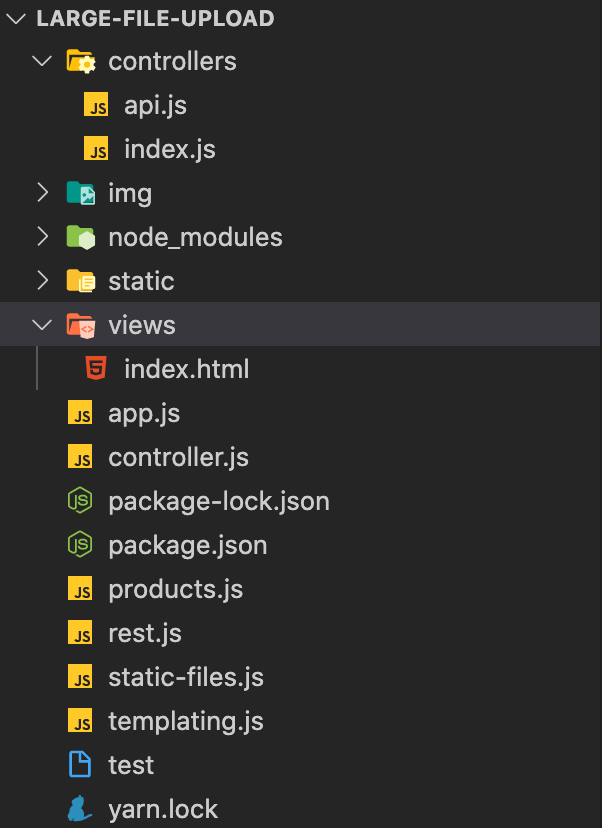 LARGE-FILE-UPLOAD
controllers
JS api.js
JS index.js
img
node_modules
static
views
index.html
JS app.js
JS controller.js
JS package-lock.json
JS package.json
JS products.js
JS rest.js
JS static-files.js
JS templating.js
test
yarn.lock